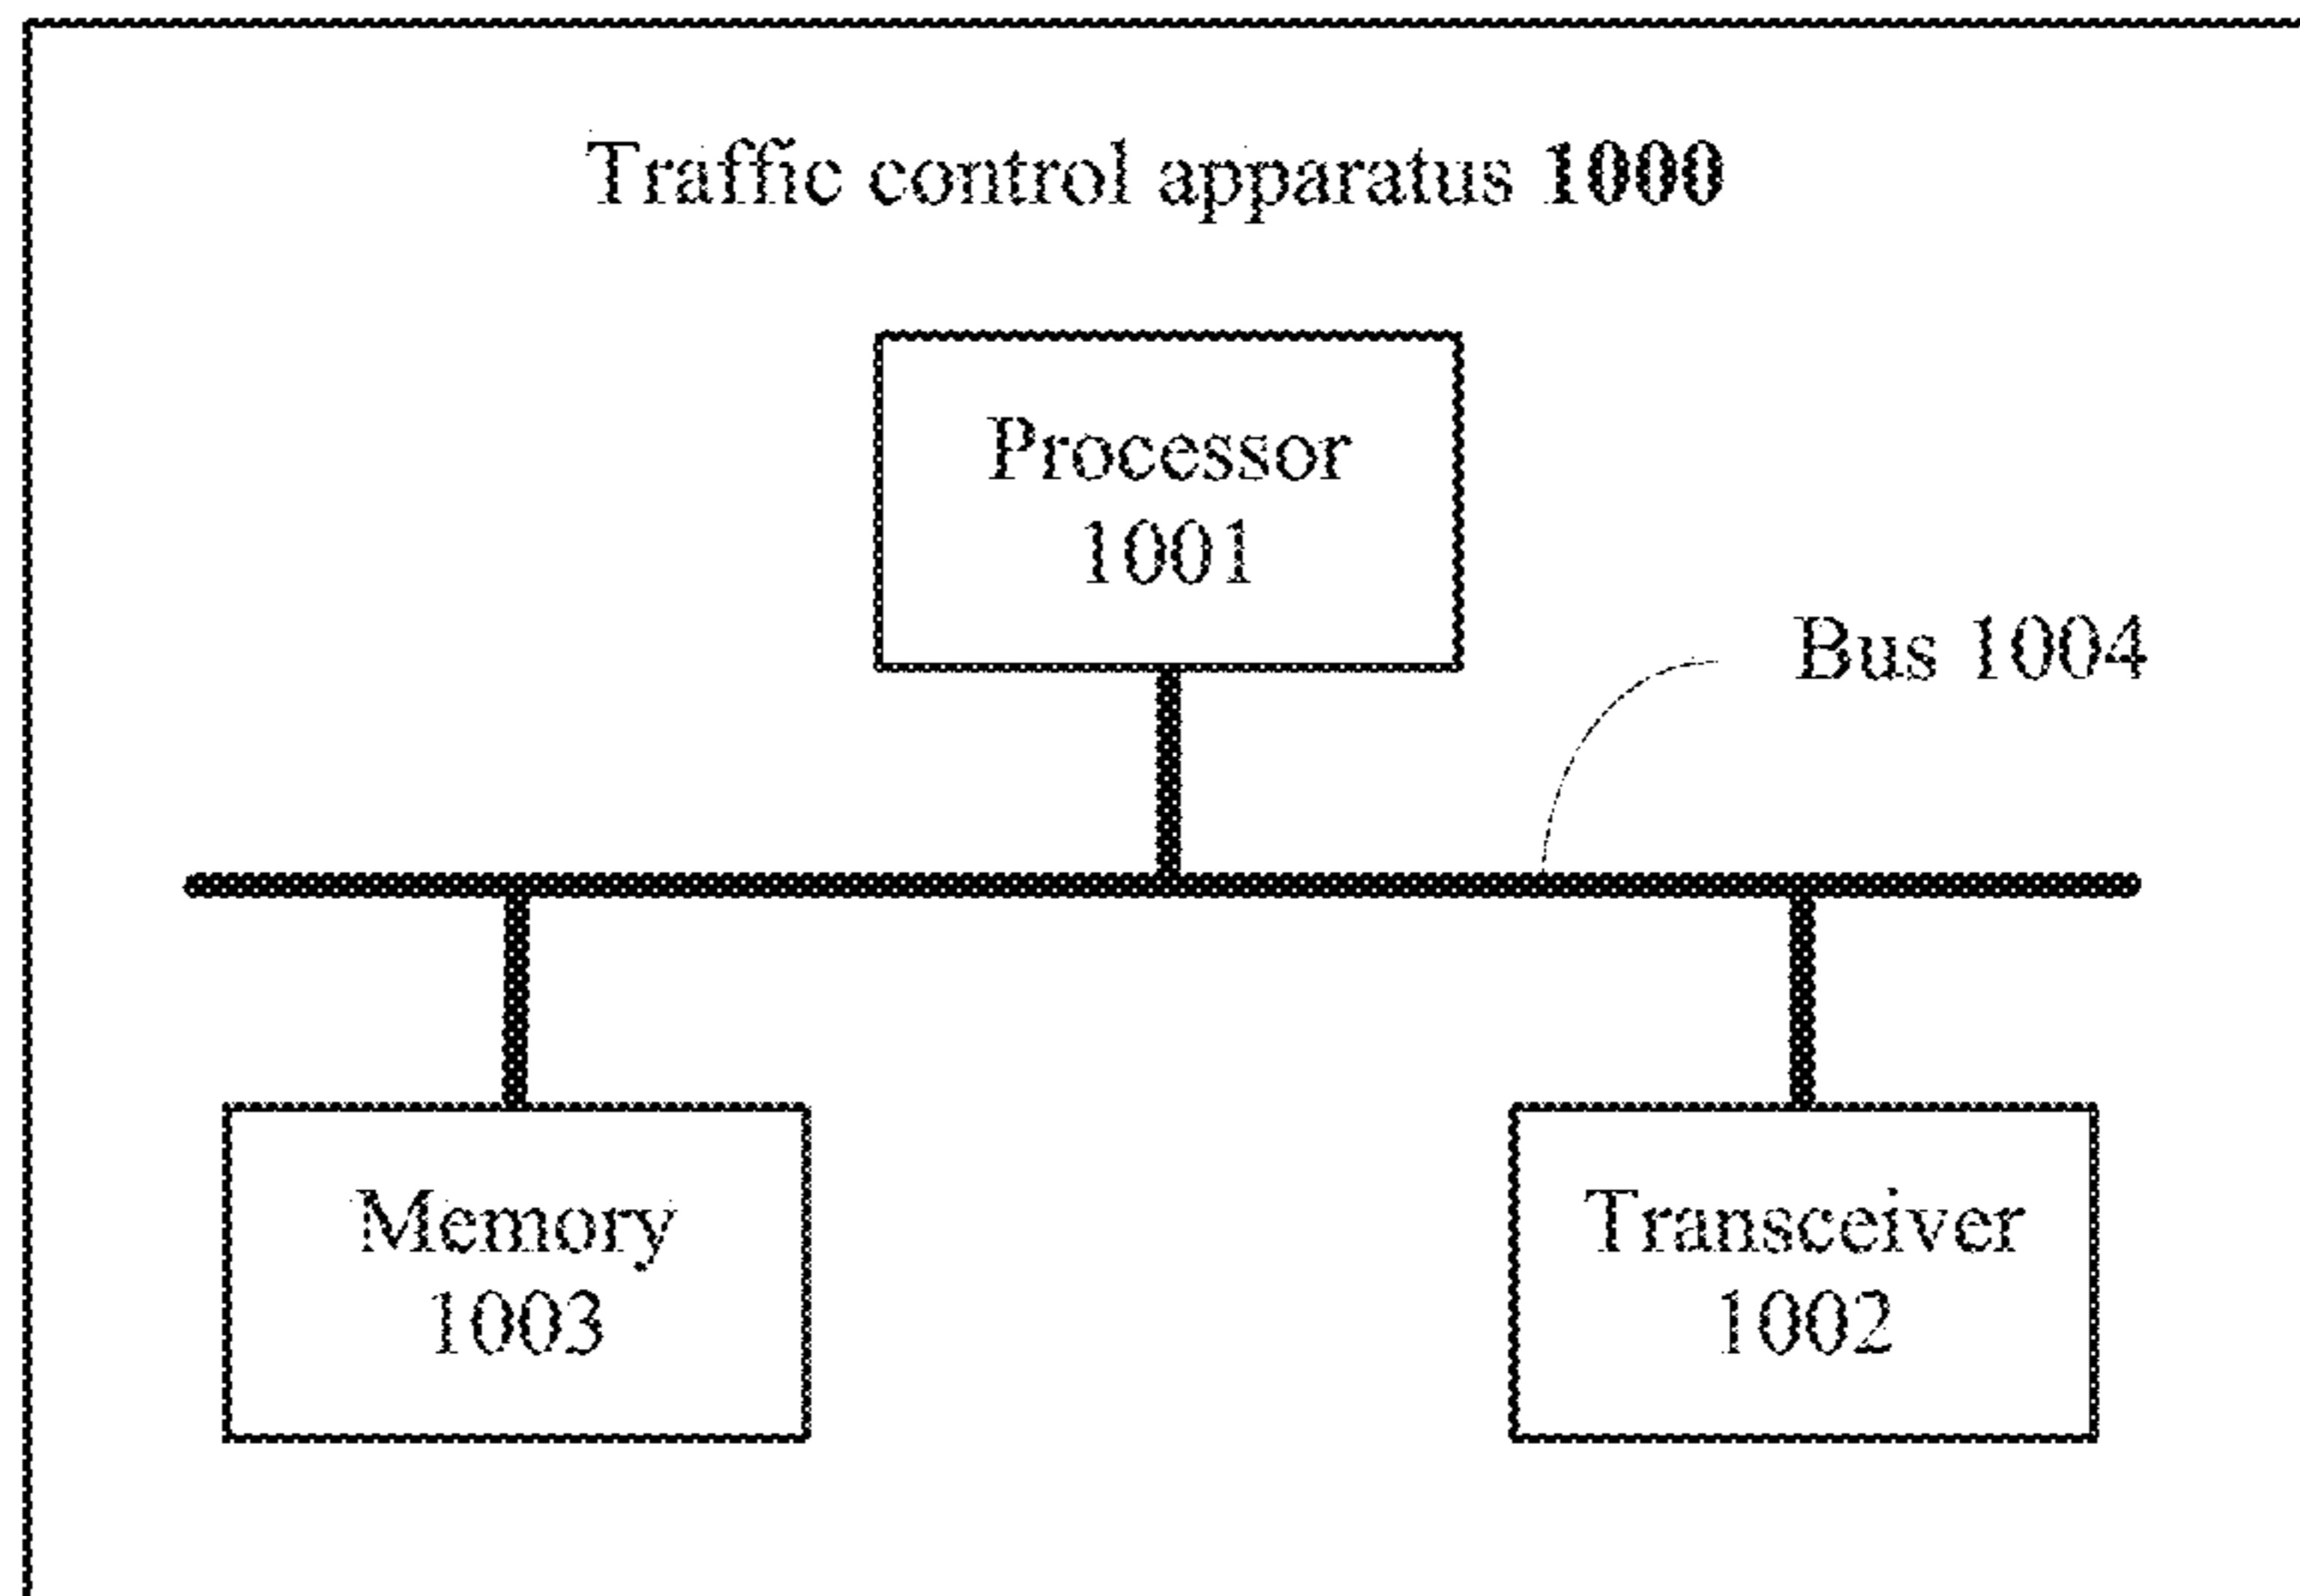 Traffic control apparatus 1000
Processor
1001
Bus 1004
Memory
1003
Transceiver
1002